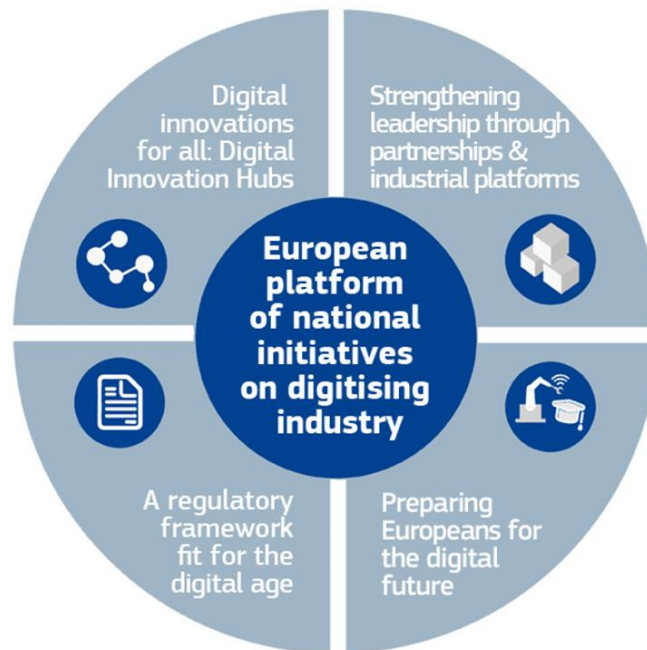 Digital
innovations
for all: Digital
Innovation Hubs
Strengthening
leadership through
partnerships &
industrial platforms
European
platform
of national
initiatives
on digitising
industry
A regulatory
framework
fit for the
digital age
Preparing
Europeans for
the digital
future